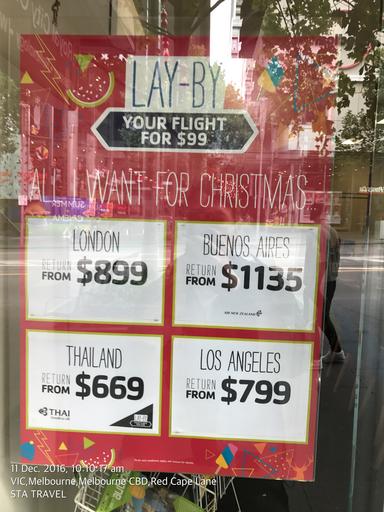 LAY-BY
YOUR FLIGHT
FOR $99
ALL I WANT FOR CHRISTMAS...
LONDON
RETURN
FROM $899
BUENOS AIRES
RETURN
FROM $1135
AIR NEW ZEALAND
THAILAND
RETURN
FROM $669
THAI
LAY-BY
LOS ANGELES
RETURN
FROM $799
11 Dec. 2016, 10:10:17 am
VIC,Melbourne,Melbourne CBD,Red Cape Lane
STA TRAVEL